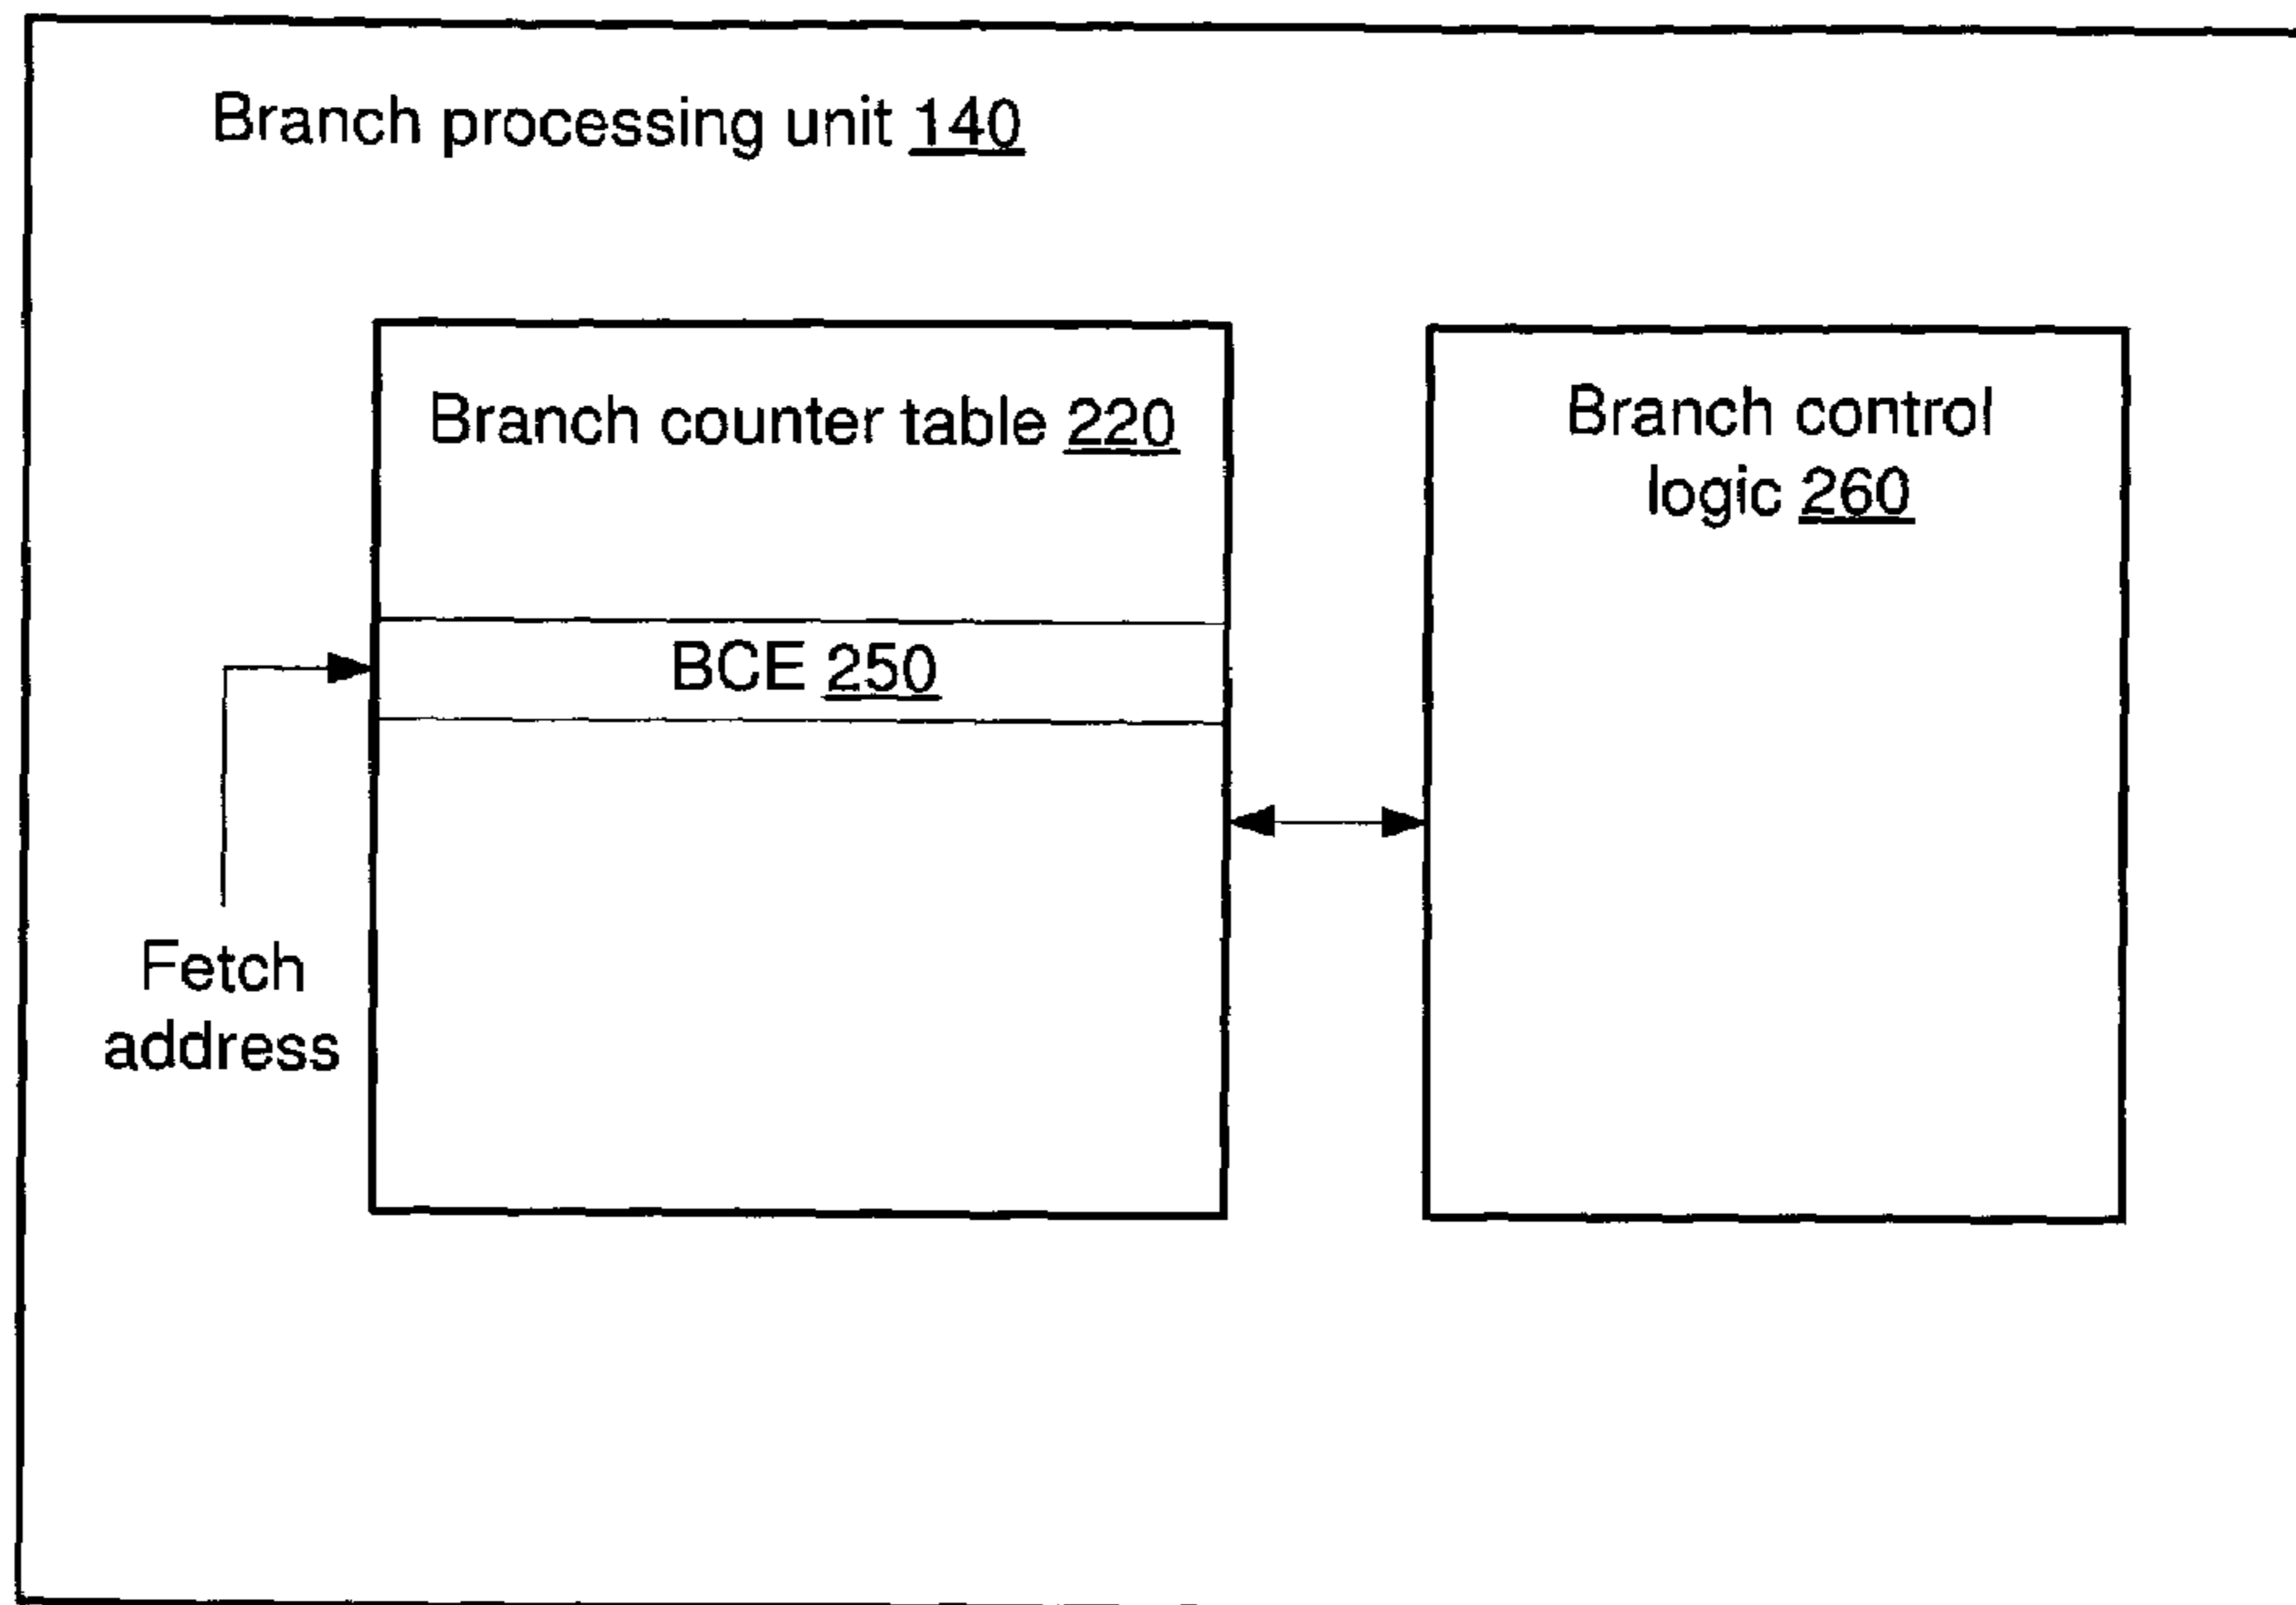 Branch processing unit 140
Branch counter table 220
Branch control
logic 260
BCE 250
Fetch
address